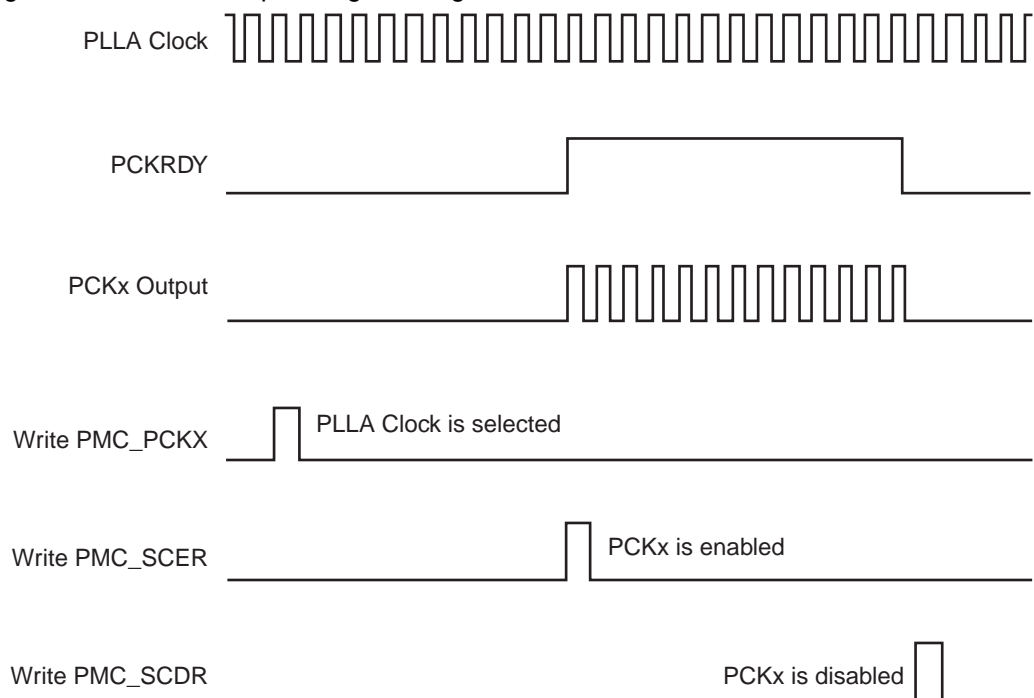 PLLA Clock
PCKRDY
PCKx Output
Write PMC_PCKX
PLLA Clock is selected
Write PMC_SCER
PCKx is enabled
Write PMC_SCDR
PCKx is disabled